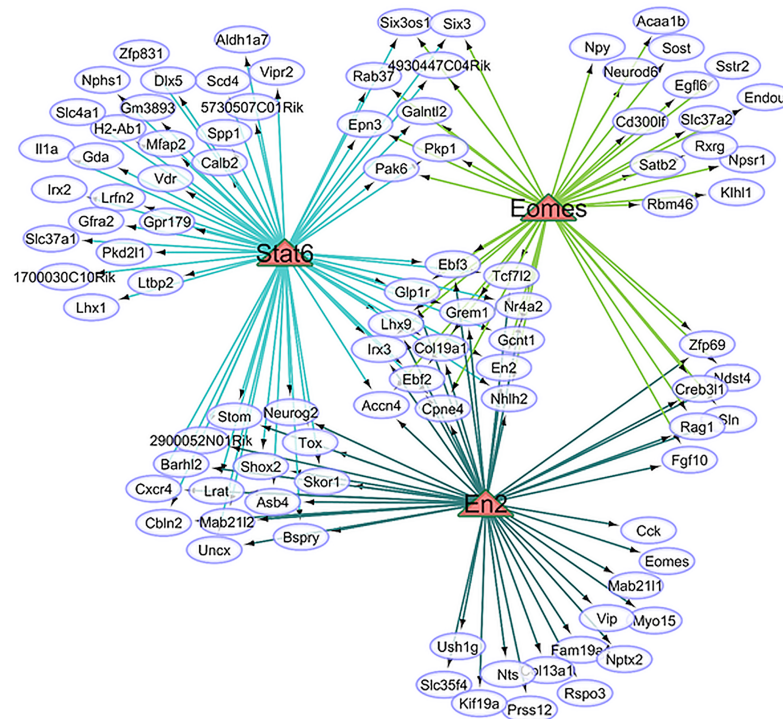 Six3os1
Six3
Acaa1b
Aldh1a7
Npy
Sost
Zfp831
4930447C04Rik
Sstr2
Nphs1
Dlx5
Scd4
Vipr2
Rab37
Neurod6
Egfl6
Endou
Slc4a1
Gm3893
5730507C01Rik
Galntl2
Cd300lf
Slc37a2
H2-Ab1
Spp1
Epn3
Il1a
Gda
Mfap2
Calb2
Pkp1
Rxrg
Satb2
Npsr1
Irx2
Vdr
Pak6
Lrfn2
Rbm46
Klhl1
Eomes
Gfra2
Gpr179
Slc37a1
Pkd2l1
Stat6
1700030C10Rik
Ltbp2
Ebf3
Tcf7l2
Lhx1
Glp1r
Nr4a2
Grem1
Lhx9
Gcnt1
Irx3
Col19a1
Zfp69
En2
Ndst4
Ebf2
Creb3l1
Accn4
Cpne4
Nhlh2
Stom
Neurog2
Sln
Rag1
2900052N01Rik
Tox
Barhl2
Shox2
Fgf10
Cxcr4
Lrat
Skor1
Asb4
En2
Cbln2
Mab21l2
Uncx
Bspry
Cck
Eomes
Mab21l1
Vip
Myo15
Ush1g
Fam19a
Nptx2
Slc35f4
Nts
Col13a1
Rspo3
Kif19a
Prss12